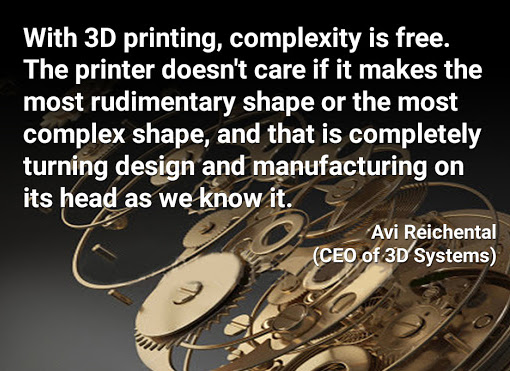 With 3D printing, complexity is free.
The printer doesn't care if it makes the
most rudimentary shape or the most
complex shape, and that is completely
turning design and manufacturing on
its head as we know it.
Avi Reichental
(CEO of 3D Systems)